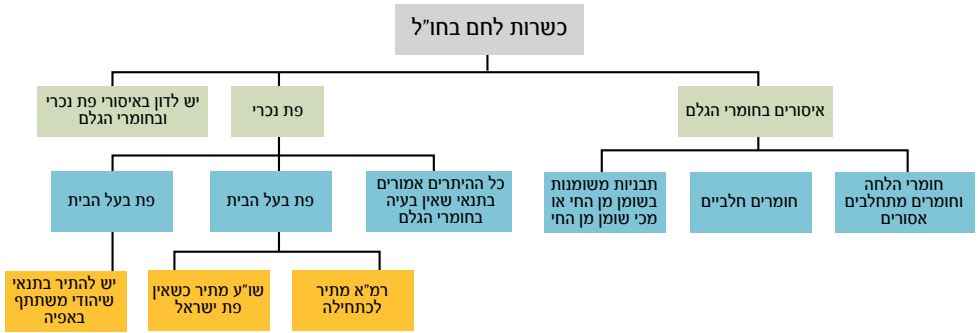 כשרות לחם בחו"ל
איסורים בחומרי הגלם
פת נכרי
יש לדון באיסורי פת נכרי
ובחומרי הגלם
חומרי הלחה
וחומרים מתחלבים
אסורים
חומרים חלביים
תבניות משומנות
בשומן מן החי או
מכי שומן מן החי
כל ההיתרים אמורים
בתנאי שאין בעיה
בחומרי הגלם
פת בעל הבית
פת בעל הבית
רמ"א מתיר
לכתחילה
שו"ע מתיר כשאין
פת ישראל
יש להתיר בתנאי
שיהודי משתתף
באפיה